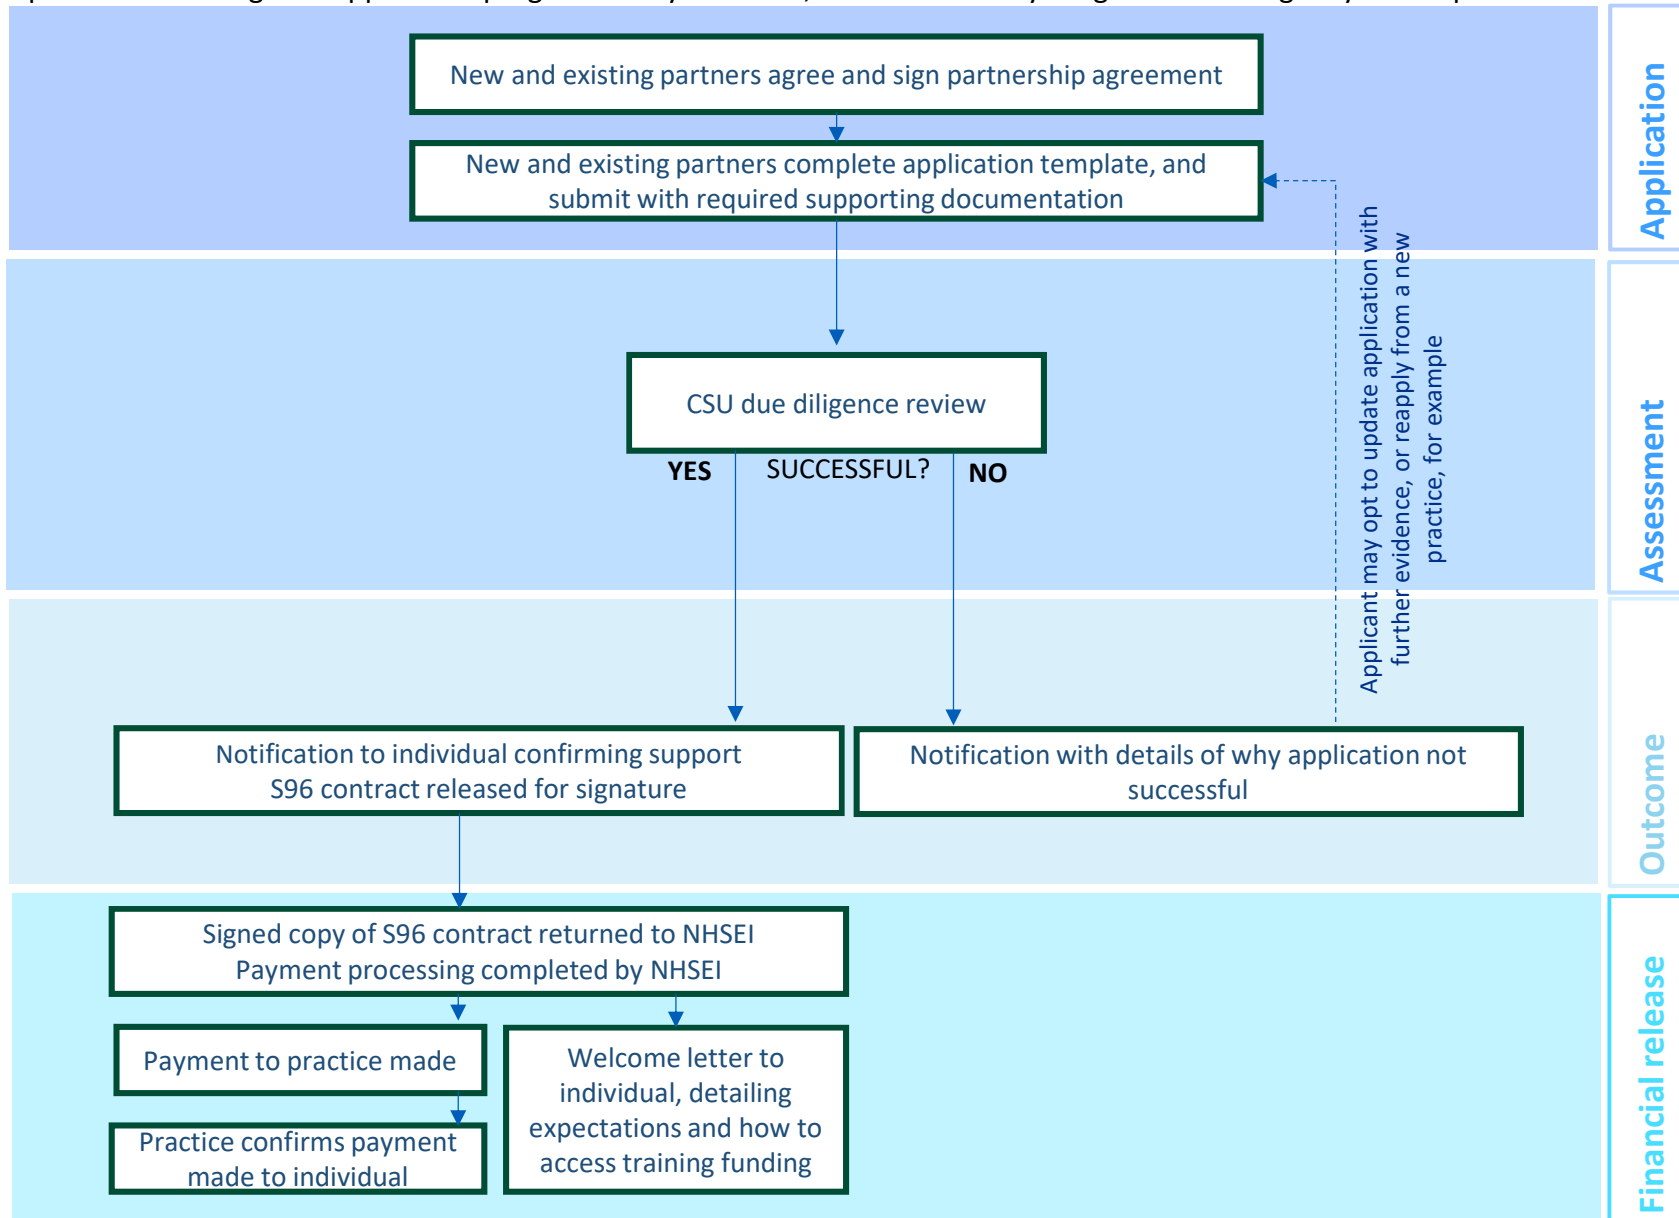 New and existing partners agree and sign partnership agreement
New and existing partners complete application template, and
submit with required supporting documentation
Application
CSU due diligence review
YES SUCCESSFUL? NO
Applicant may opt to update application with
further evidence, or reapply from a new
practice, for example
Assessment
Notification to individual confirming support
S96 contract released for signature
Notification with details of why application not
successful
Outcome
Signed copy of S96 contract returned to NHSEI
Payment processing completed by NHSEI
Payment to practice made
Practice confirms payment
made to individual
Welcome letter to
individual, detailing
expectations and how to
access training funding
Financial release